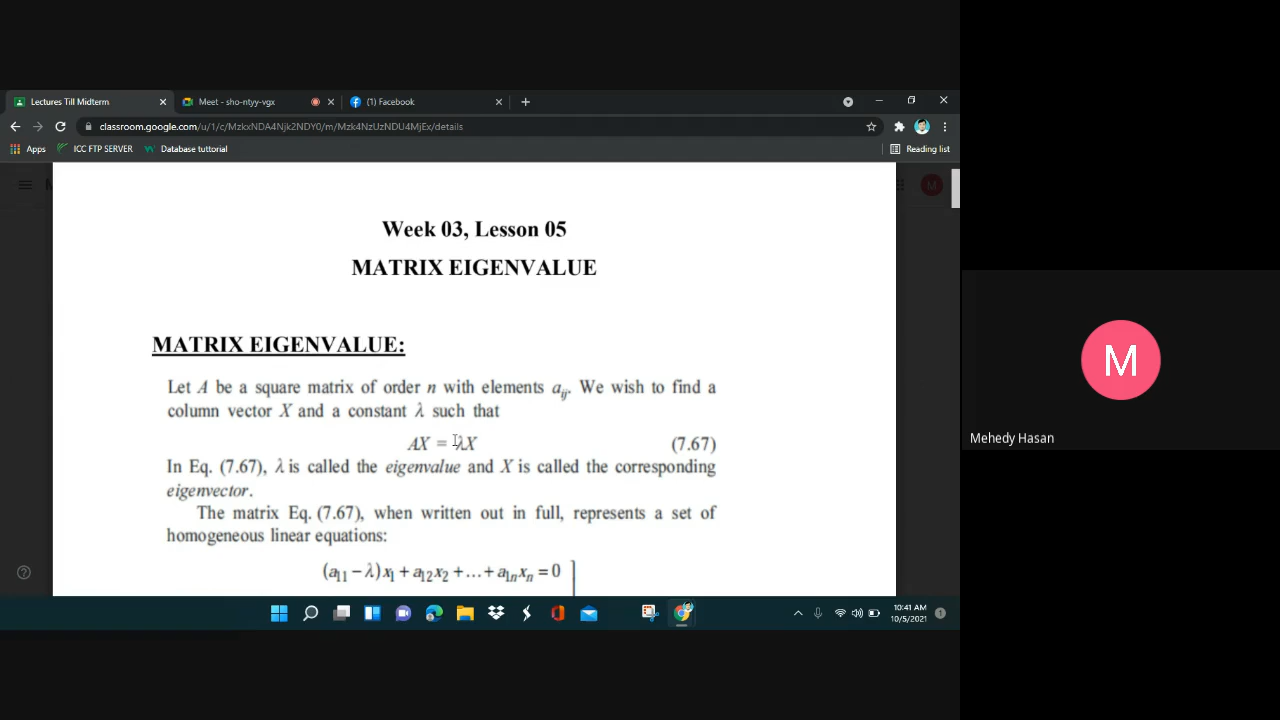 Lectures Till Midterm
Meet - sho-ntyy-vgx
(1) Facebook
classroom.google.com/u/1/c/MzkxNDA4Njk2NDY0/m/Mzk4NzUzNDU4MjEx/details
Apps
ICC FTP SERVER
Database tuttorial
Reading list
M
Week 03, Lesson 05
MATRIX EIGENVALUE
MATRIX EIGENVALUE:
Let A be a square matrix of order n with elements aᵢⱼ. We wish to find a
column vector X and a constant λ such that
AX = λX (7.67)
In Eq. (7.67), λ is called the eigenvalue and X is called the corresponding
eigenvector.
The matrix Eq. (7.67), when written out in full, represents a set of
homogeneous linear equations:
(a₁₁ − λ)x₁ + a₁₂x₂ + ... + a₁ₙxₙ = 0
M
Mehedy Hasan
10:41 AM
10/5/2021
1